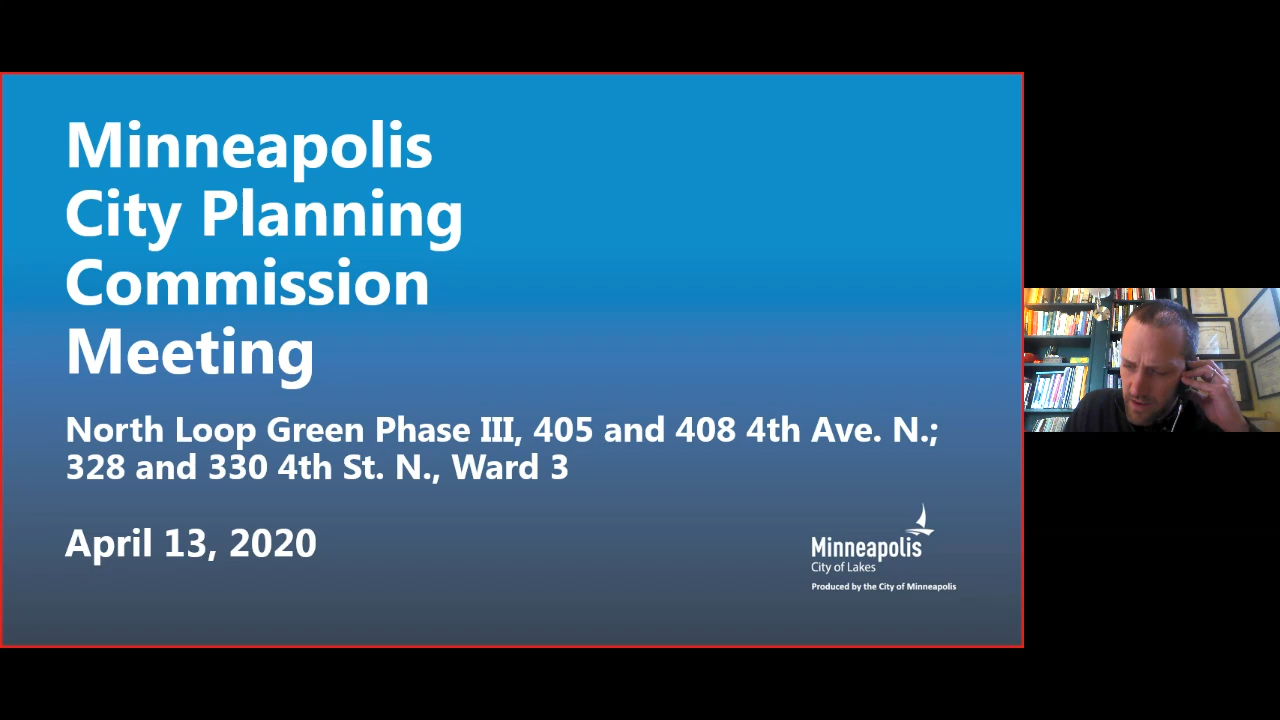 Minneapolis
City Planning
Commission
Meeting
North Loop Green Phase III, 405 and 408 4th Ave. N.;
328 and 330 4th St. N., Ward 3
April 13, 2020
Minneapolis
City of Lakes
Produced by the City of Minneapolis